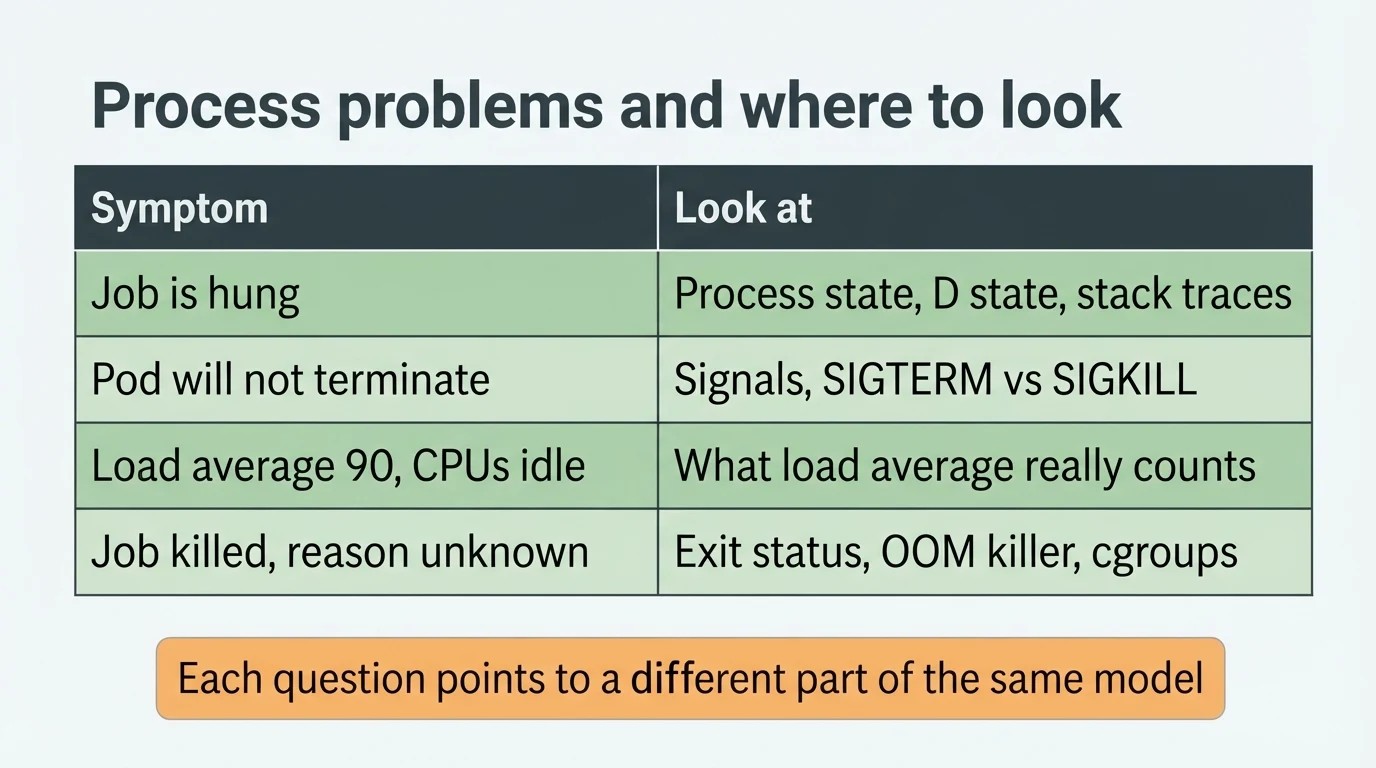 Process problems and where to look
Symptom
Look at
Job is hung
Process state, D state, stack traces
Pod will not terminate
Signals, SIGTERM vs SIGKILL
Load average 90, CPUs idle
What load average really counts
Job killed, reason unknown
Exit status, OOM killer, cgroups
Each question points to a different part of the same model